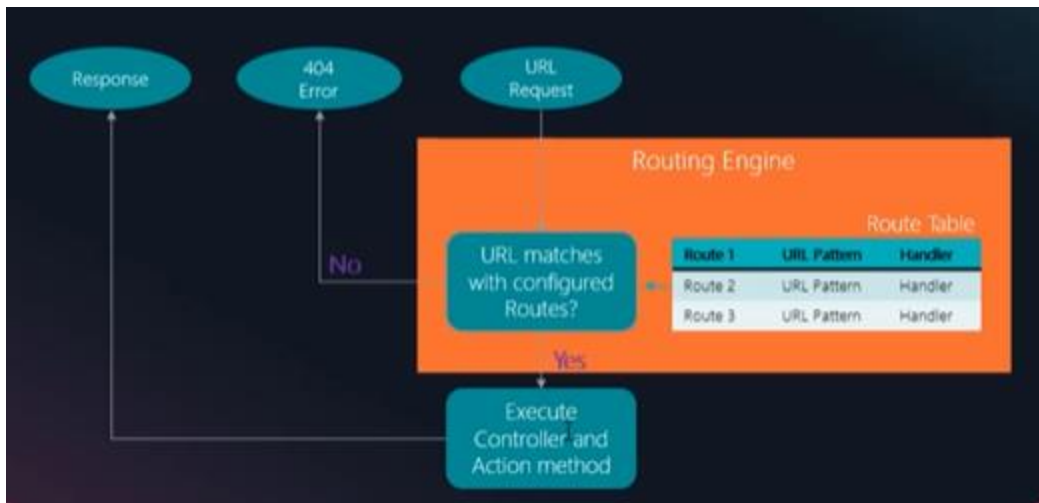 Response
404
Error
URL
Request
Routing Engine
Route Table
URL matches
with configured
Routes?
Route 1 URL Pattern Handler
Route 2 URL Pattern Handler
Route 3 URL Pattern Handler
No
Yes
Execute
Controller and
Action method